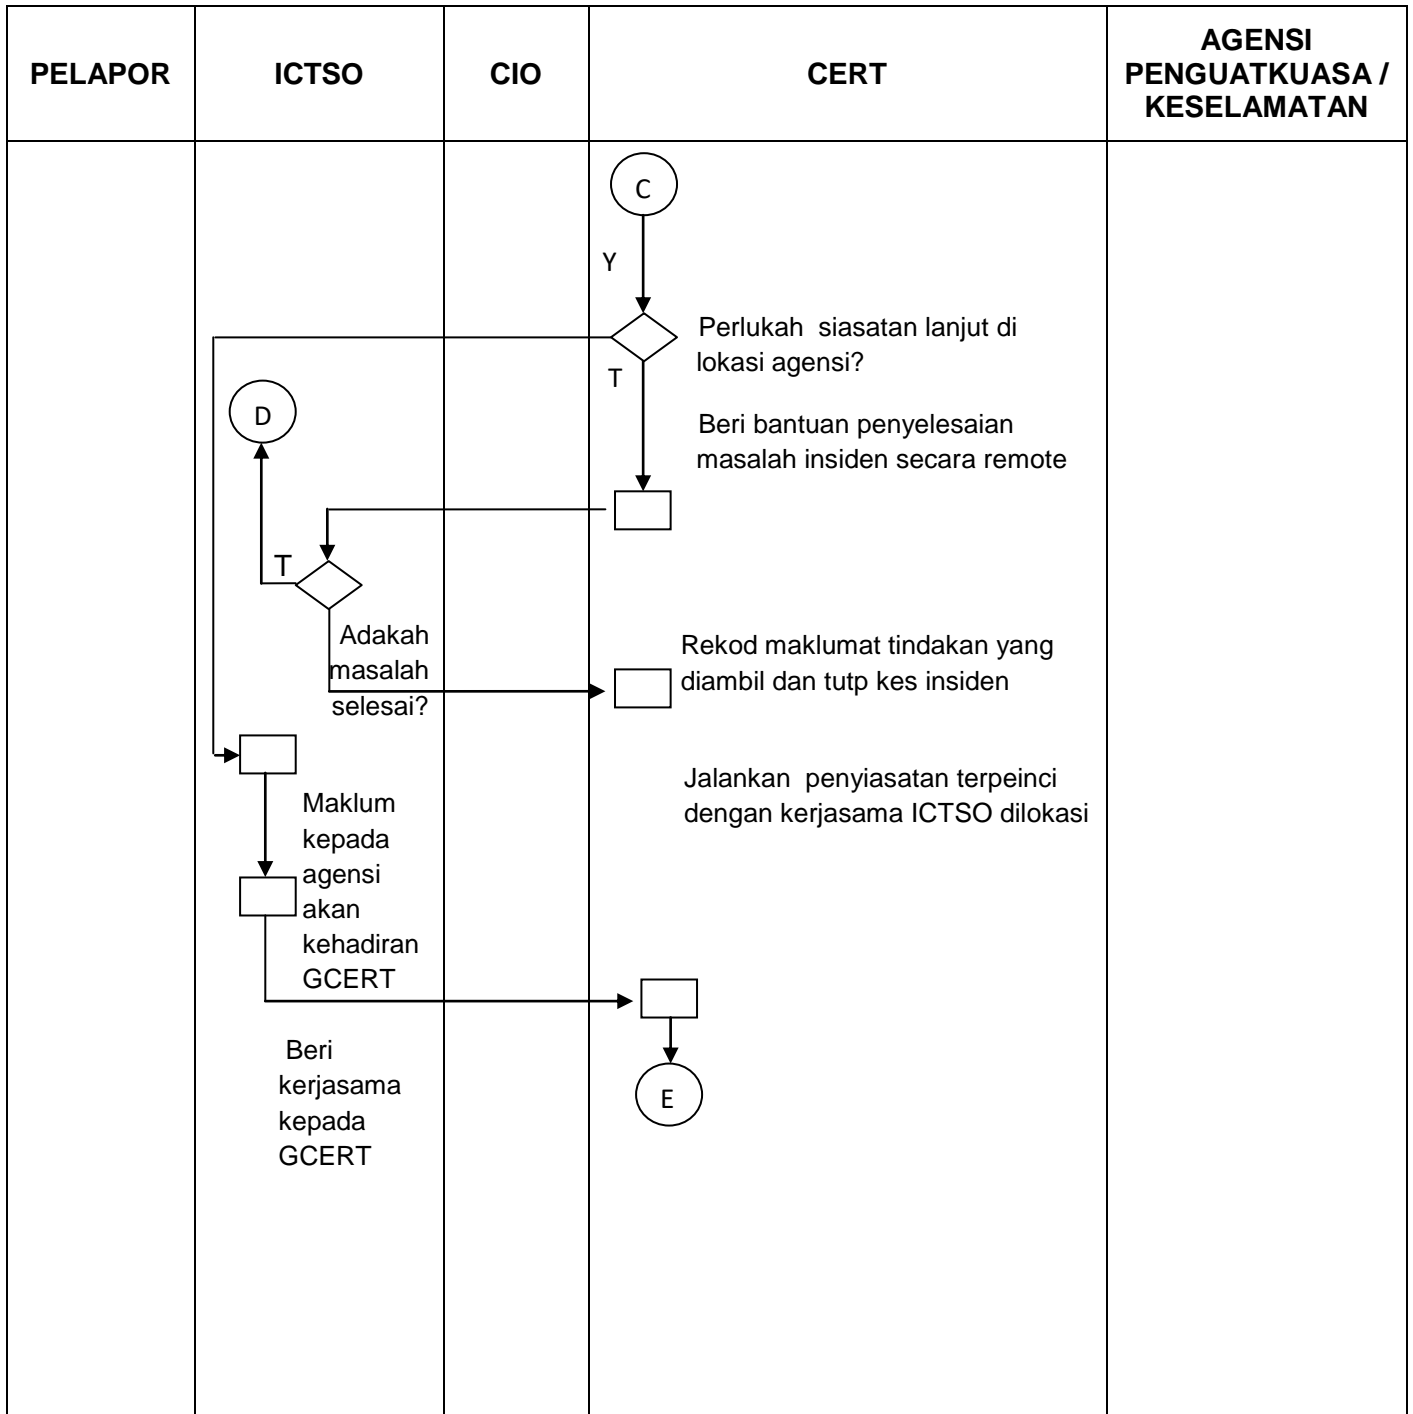 PELAPOR
ICTSO
CIO
CERT
AGENSI
PENGUATKUASA /
KESELAMATAN
C
Y
Perlukah siasatan lanjut di
lokasi agensi?
T
D
Beri bantuan penyelesaian
masalah insiden secara remote
T
Adakah
masalah
selesai?
Rekod maklumat tindakan yang
diambil dan tutp kes insiden
Jalankan penyiasatan terpeinci
dengan kerjasama ICTSO dilokasi
Maklum
kepada
agensi
akan
kehadiran
GCERT
Beri
kerjasama
kepada
GCERT
E